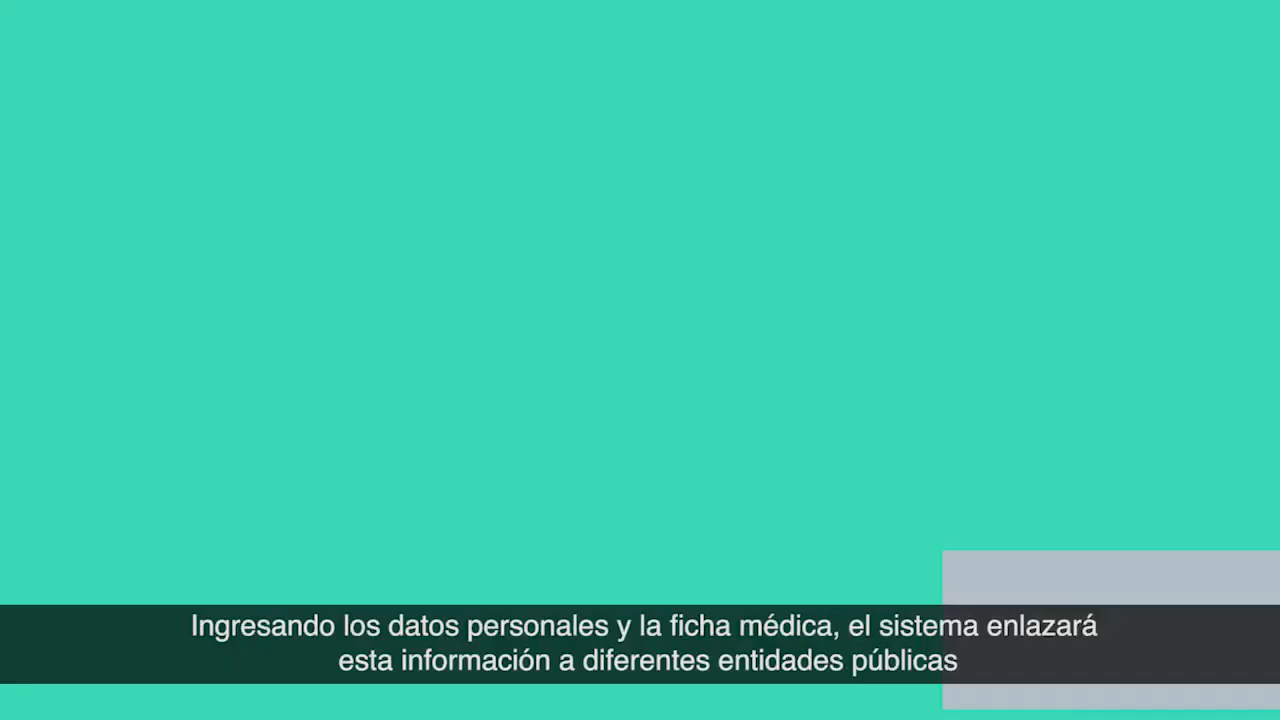 Ingresando los datos personales y la ficha médica, el sistema enlazará
esta información a diferentes entidades públicas